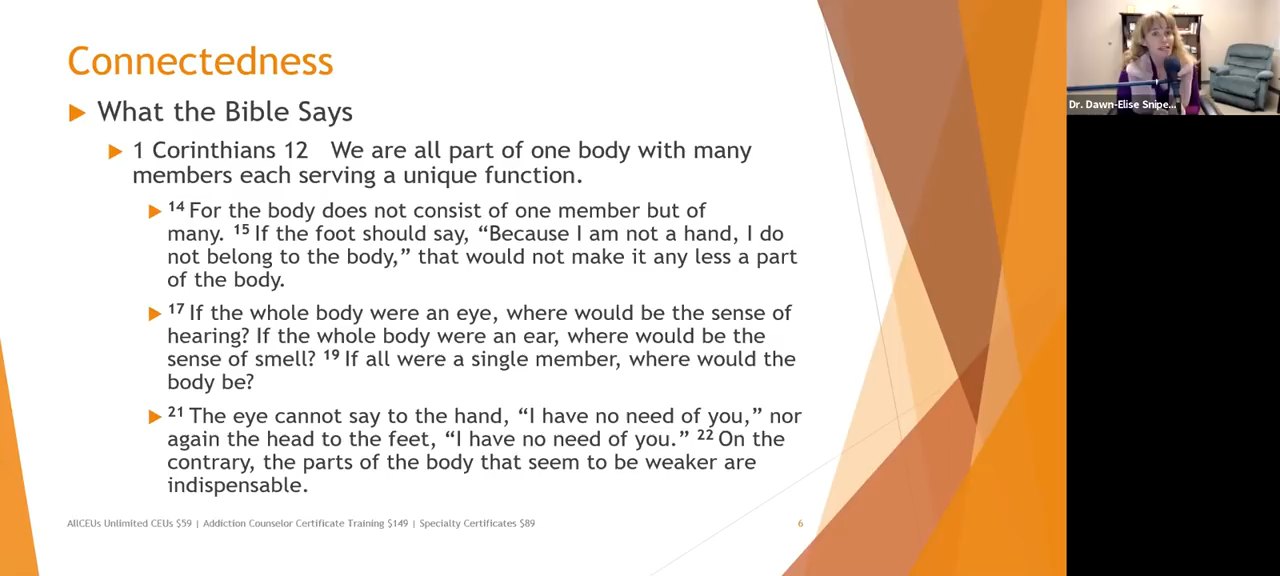 Connectedness
What the Bible Says
1 Corinthians 12 We are all part of one body with many
members each serving a unique function.
14 For the body does not consist of one member but of
many. 15 If the foot should say, “Because I am not a hand, I do
not belong to the body,” that would not make it any less a part
of the body.
17 If the whole body were an eye, where would be the sense of
hearing? If the whole body were an ear, where would be the
sense of smell? 19 If all were a single member, where would the
body be?
21 The eye cannot say to the hand, “I have no need of you,” nor
again the head to the feet, “I have no need of you.” 22 On the
contrary, the parts of the body that seem to be weaker are
indispensable.
AllCEUs Unlimited CEUs $59 | Addiction Counselor Certificate Training $149 | Specialty Certificates $89
6
Dr. Dawn-Elise Snipe...